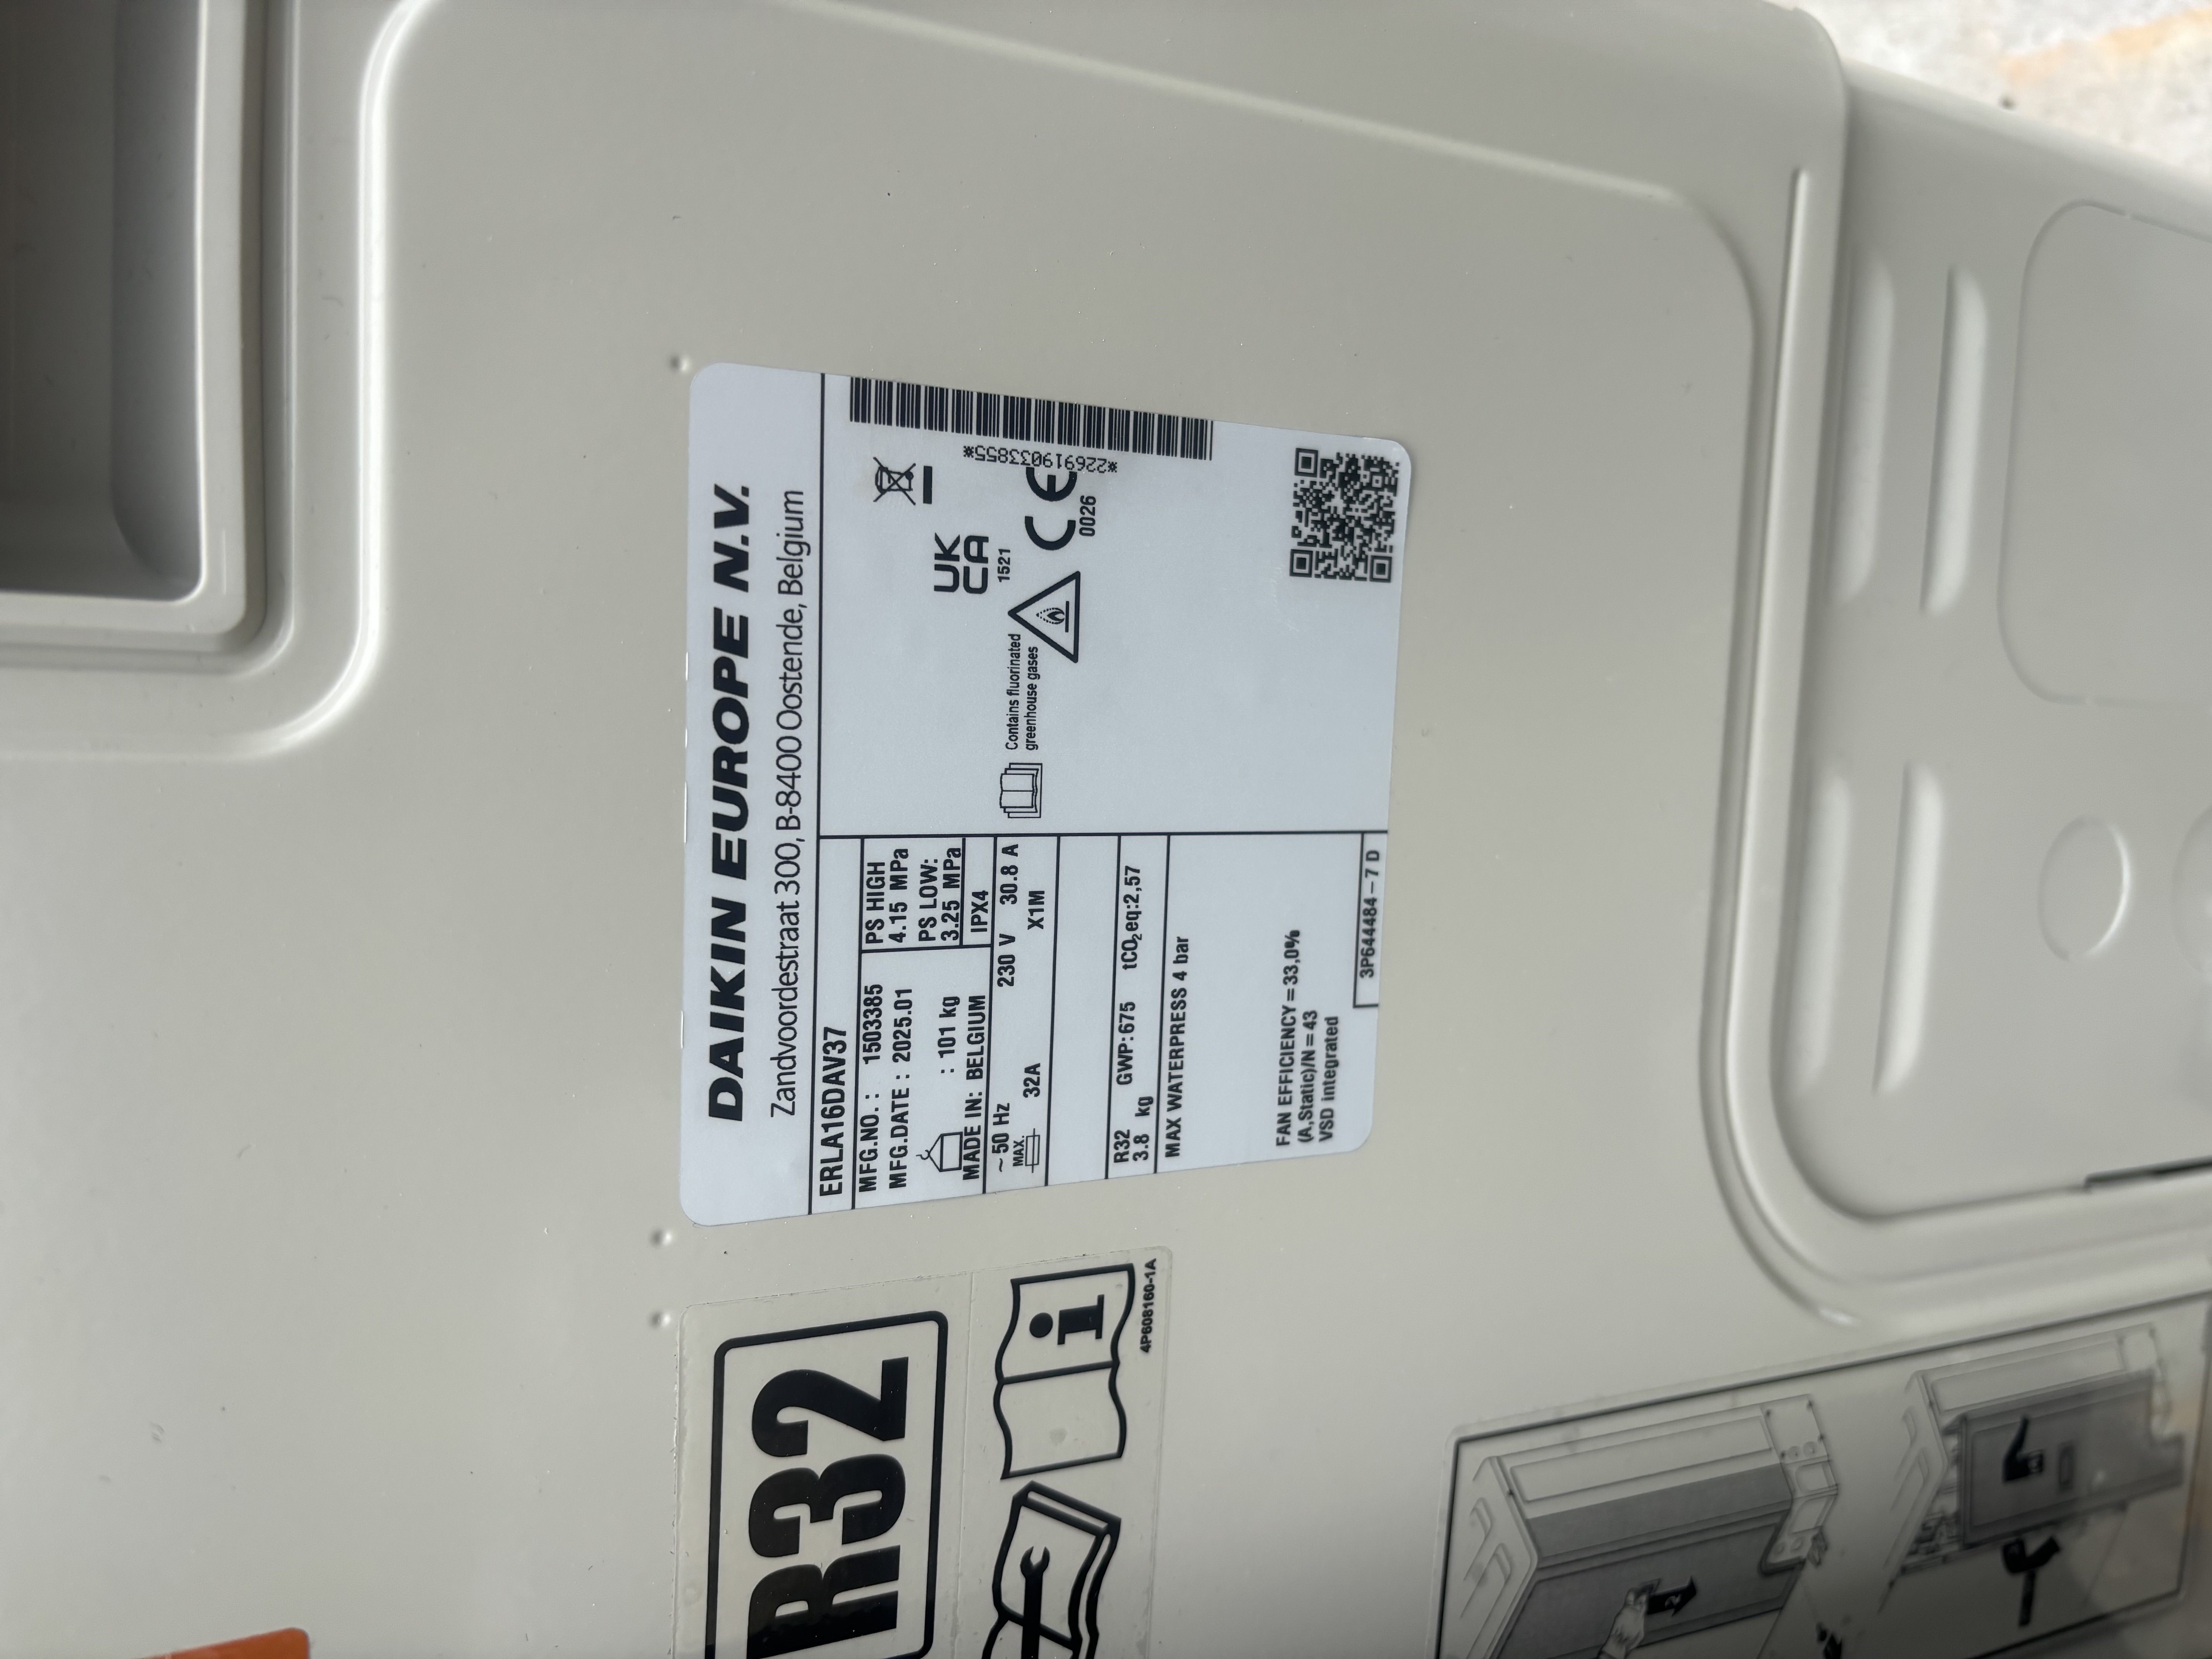 DAIKIN EUROPE N.V.
Zandvoordestraat 300, B-8400 Oostende, Belgium
ERLA16DAV37
MFG.NO. : 1503385
MFG.DATE : 2025.01
: 101 kg
MADE IN: BELGIUM
PS HIGH
4.15 MPa
PS LOW:
3.25 MPa
IPX4
~ 50 Hz 230 V 30.8 A
MAX. 32A X1M
R32 GWP:675 tCO₂eq:2,57
3.8 kg
MAX WATERPRESS 4 bar
FAN EFFICIENCY=33,0%
(A,Static)/N=43
VSD integrated
3P644484-7 D
Contains fluorinated
greenhouse gases
UK
CA
1521
CE
0026
*226919033855*
R32
i
4P608160-1A
2